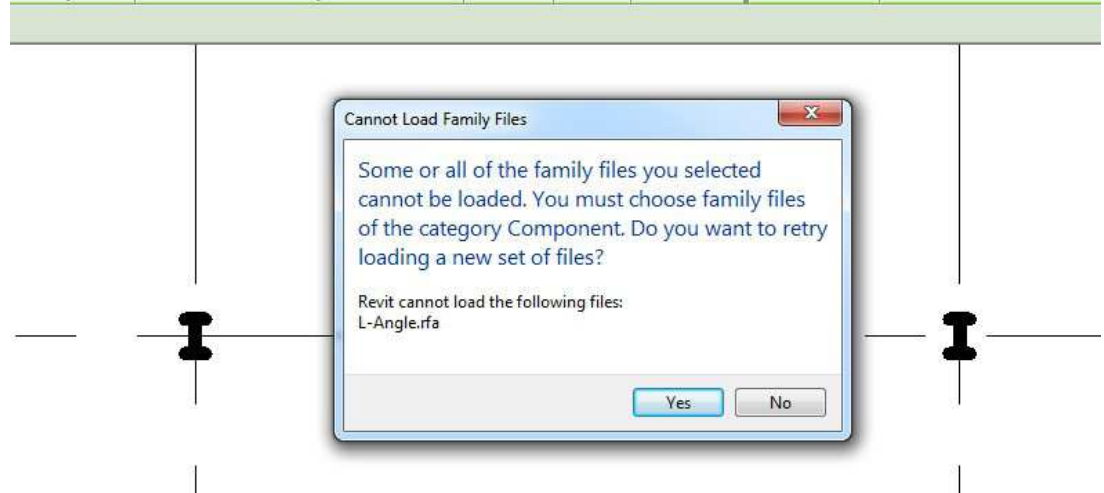 Cannot Load Family Files
Some or all of the family files you selected
cannot be loaded. You must choose family files
of the category Component. Do you want to retry
loading a new set of files?
Revit cannot load the following files:
L-Angle.rfa
Yes
No